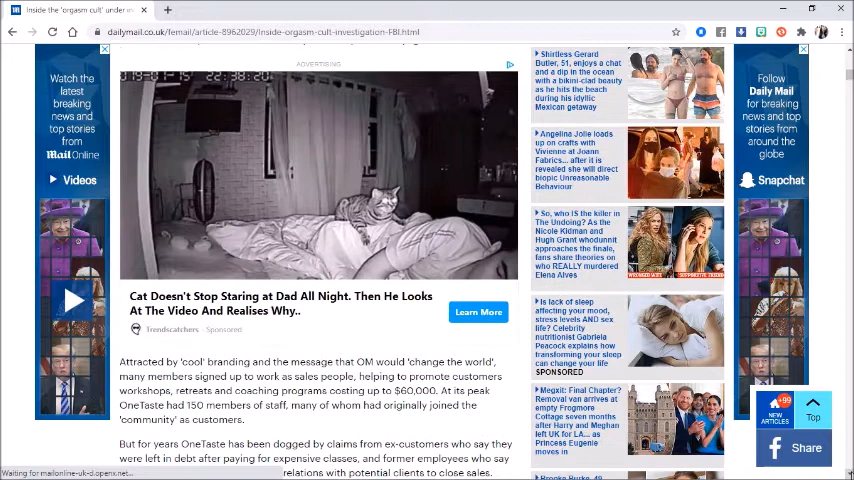 Inside the 'orgasm cult' under ev
dailymail.co.uk/femail/article-8962029/Inside-orgasm-cult-investigation-FBI.html
Watch the
latest
breaking
news and
top stories
from
Mail Online
Videos
ADVERTISING
22:38:20
Cat Doesn't Stop Staring at Dad All Night. Then He Looks
At The Video And Realises Why..
Learn More
Trendscatchers · Sponsored
Attracted by 'cool' branding and the message that OM would 'change the world',
many members signed up to work as sales people, helping to promote customers
workshops, retreats and coaching programs costing up to $60,000. At its peak
OneTaste had 150 members of staff, many of whom had originally joined the
'community' as customers.
But for years OneTaste has been dogged by claims from ex-customers who say they
were left in debt after paying for expensive classes, and former employees who say
relations with potential clients to close sales.
Waiting for mailonline-uk-d.openx.net...
Shirtless Gerard
Butler, 51, enjoys a chat
and a dip in the ocean
with a bikini-clad beauty
as he hits the beach
during his idyllic
Mexican getaway
Angelina Jolie loads
up on crafts with
Vivienne at Joann
Fabrics... after it is
revealed she will direct
biopic Unreasonable
Behaviour
So, who IS the killer in
The Undoing? As the
Nicole Kidman and
Hugh Grant whodunnit
approaches the finale,
fans share theories on
who REALLY murdered
Elena Alves
WRONGED WIFE
SUPPORTIVE FRIEND
Is lack of sleep
affecting your mood,
stress levels AND sex
life? Celebrity
nutritionist Gabriela
Peacock explains how
transforming your sleep
can change your life
SPONSORED
Megxit: Final Chapter?
Removal van arrives at
empty Frogmore
Cottage seven months
after Harry and Meghan
left UK for LA... as
Princess Eugenie
moves in
Brooke Burke, 49,
Follow
Daily Mail
for breaking
news and
top stories
from around
the globe
Snapchat
+99
NEW
ARTICLES
Top
Share